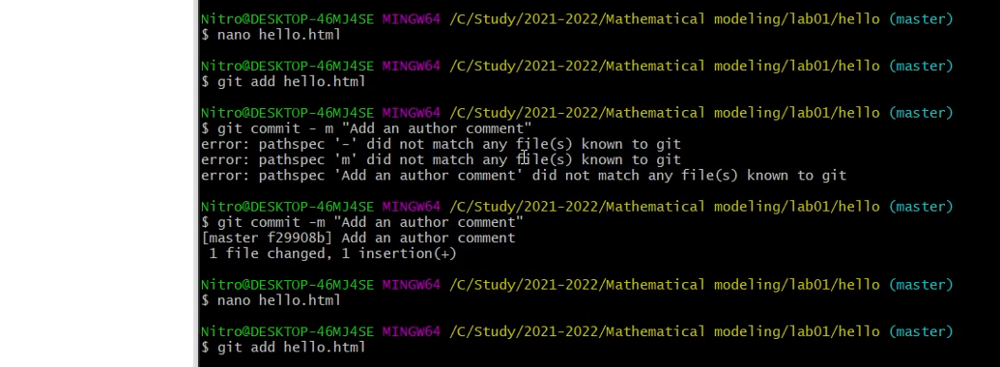 Nitro@DESKTOP-46MJ4SE MINGW64 /C/Study/2021-2022/Mathematical modeling/lab01/hello (master)
$ nano hello.html
Nitro@DESKTOP-46MJ4SE MINGW64 /C/Study/2021-2022/Mathematical modeling/lab01/hello (master)
$ git add hello.html
Nitro@DESKTOP-46MJ4SE MINGW64 /C/Study/2021-2022/Mathematical modeling/lab01/hello (master)
$ git commit - m "Add an author comment"
error: pathspec '-' did not match any file(s) known to git
error: pathspec 'm' did not match any file(s) known to git
error: pathspec 'Add an author comment' did not match any file(s) known to git
Nitro@DESKTOP-46MJ4SE MINGW64 /C/Study/2021-2022/Mathematical modeling/lab01/hello (master)
$ git commit -m "Add an author comment"
[master f29908b] Add an author comment
1 file changed, 1 insertion(+)
Nitro@DESKTOP-46MJ4SE MINGW64 /C/Study/2021-2022/Mathematical modeling/lab01/hello (master)
$ nano hello.html
Nitro@DESKTOP-46MJ4SE MINGW64 /C/Study/2021-2022/Mathematical modeling/lab01/hello (master)
$ git add hello.html